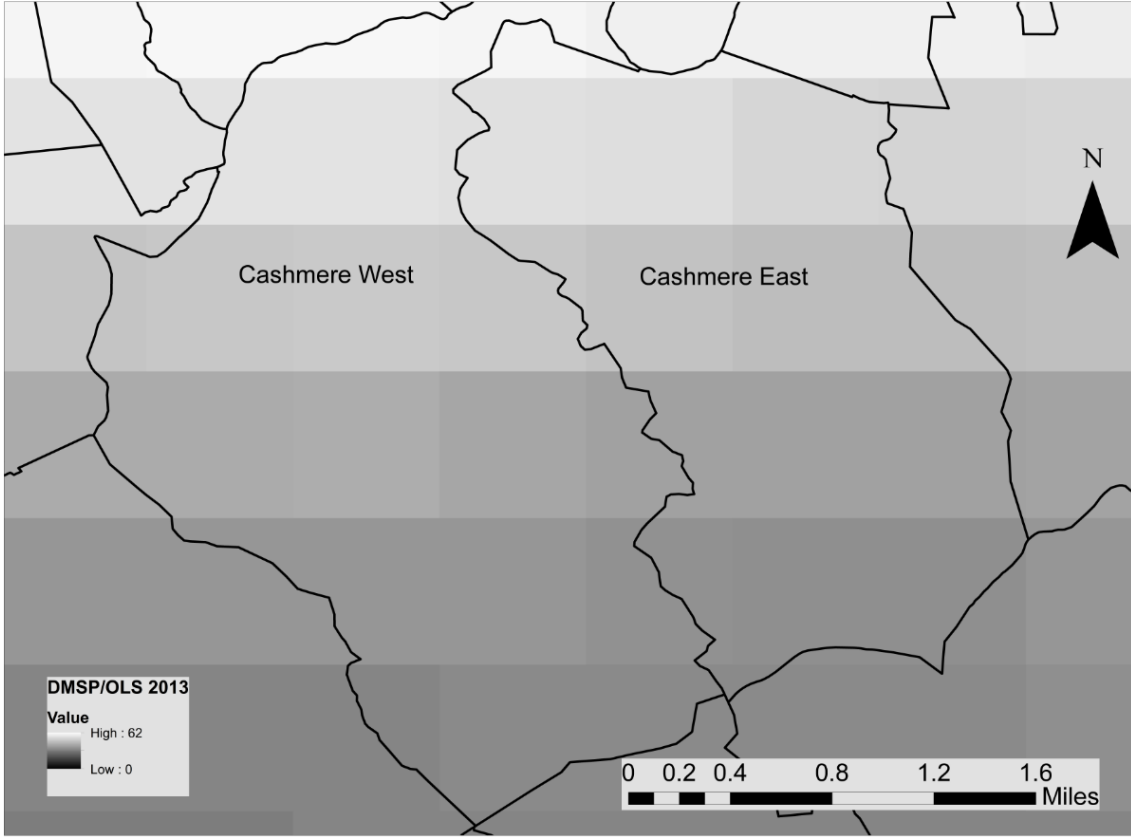 N
Cashmere West
Cashmere East
DMSP/OLS 2013
Value
High : 62
Low : 0
0 0.2 0.4 0.8 1.2 1.6
Miles